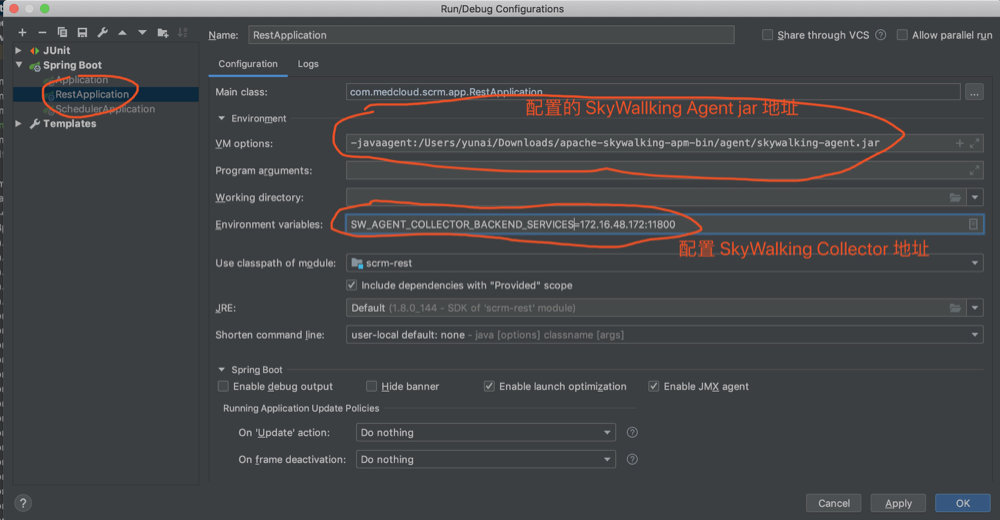 Run/Debug Configurations
JUnit
Spring Boot
Application
RestApplication
SchedulerApplication
Templates
Name: RestApplication
Share through VCS
Allow parallel run
Configuration Logs
Main class: com.medcloud.scrm.app.RestApplication ...
配置的 SkyWallking Agent jar 地址
Environment
VM options: -javaagent:/Users/yunai/Downloads/apache-skywalking-apm-bin/agent/skywalking-agent.jar
Program arguments:
Working directory:
Environment variables: SW_AGENT_COLLECTOR_BACKEND_SERVICES=172.16.48.172:11800
配置 SkyWalking Collector 地址
Use classpath of module: scrm-rest
Include dependencies with "Provided" scope
JRE: Default (1.8.0_144 - SDK of 'scrm-rest' module)
Shorten command line: user-local default: none - java [options] classname [args]
Spring Boot
Enable debug output Hide banner Enable launch optimization Enable JMX agent
Running Application Update Policies
On 'Update' action: Do nothing ?
On frame deactivation: Do nothing ?
? Cancel Apply OK